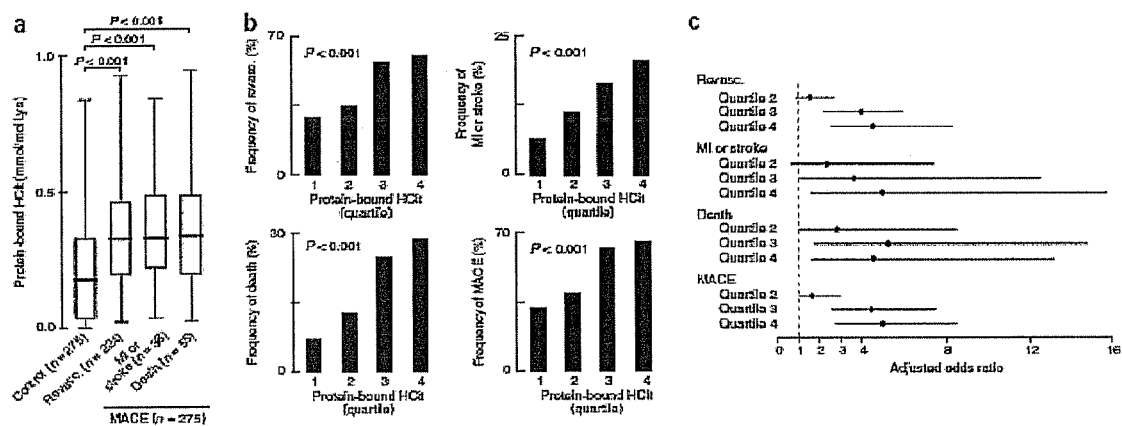 a
P < 0.001
P < 0.001
P < 0.001
Protein-bound HCit (mmol/mol Lys)
1.0
0.5
0.0
Control (n=275)
Revasc. (n=
MI or
stroke (n=
Death (n=
MACE (n = 275)
b
Frequency of revasc. (%)
70
0
P < 0.001
1 2 3 4
Protein-bound HCit
(quartile)
Frequency of
MI or stroke (%)
25
0
P < 0.001
1 2 3 4
Protein-bound HCit
(quartile)
Frequency of death (%)
30
0
P < 0.001
1 2 3 4
Protein-bound HCit
(quartile)
Frequency of MACE (%)
70
0
P < 0.001
1 2 3 4
Protein-bound HCit
(quartile)
c
Revasc.
Quartile 2
Quartile 3
Quartile 4
MI or stroke
Quartile 2
Quartile 3
Quartile 4
Death
Quartile 2
Quartile 3
Quartile 4
MACE
Quartile 2
Quartile 3
Quartile 4
0 1 2 3 4 8 12 16
Adjusted odds ratio